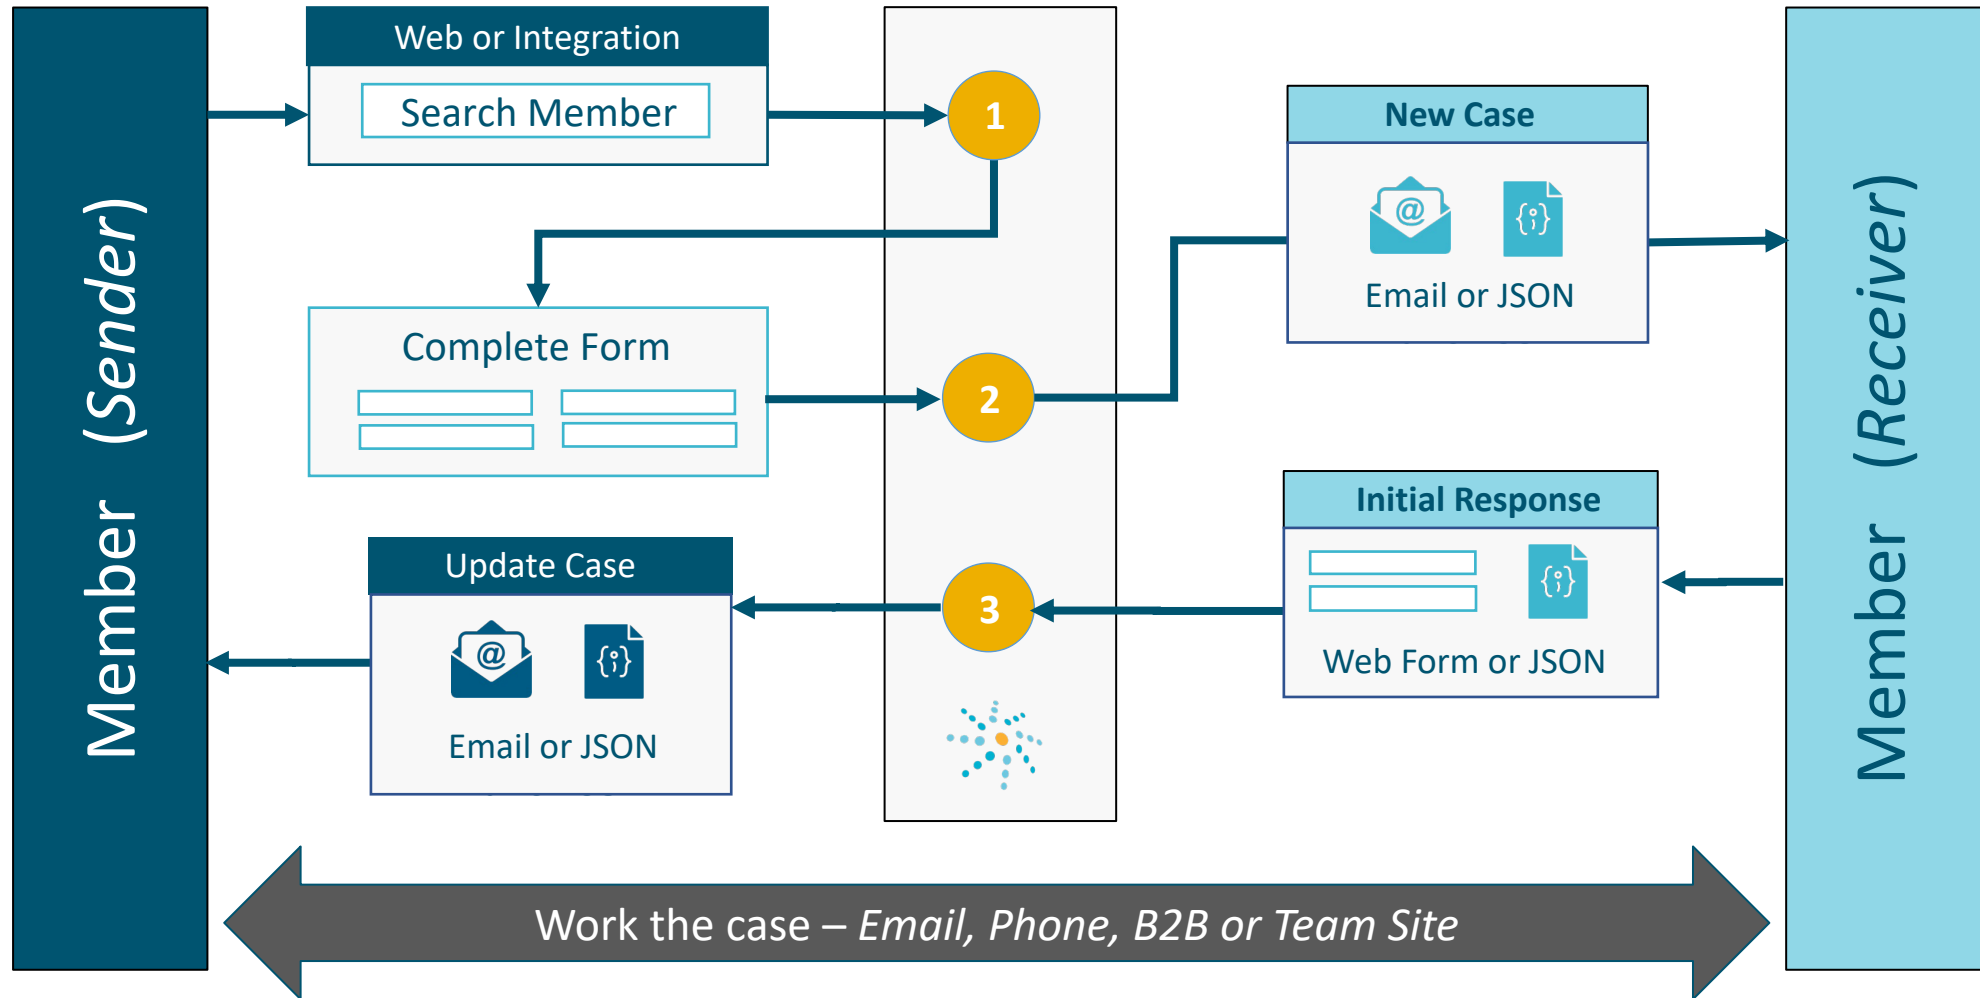 Member (Sender)
Web or Integration
Search Member
1
Complete Form
2
New Case
@
{;}
Email or JSON
Member (Receiver)
Initial Response
{;}
Web Form or JSON
3
Update Case
@
{;}
Email or JSON
Work the case – Email, Phone, B2B or Team Site